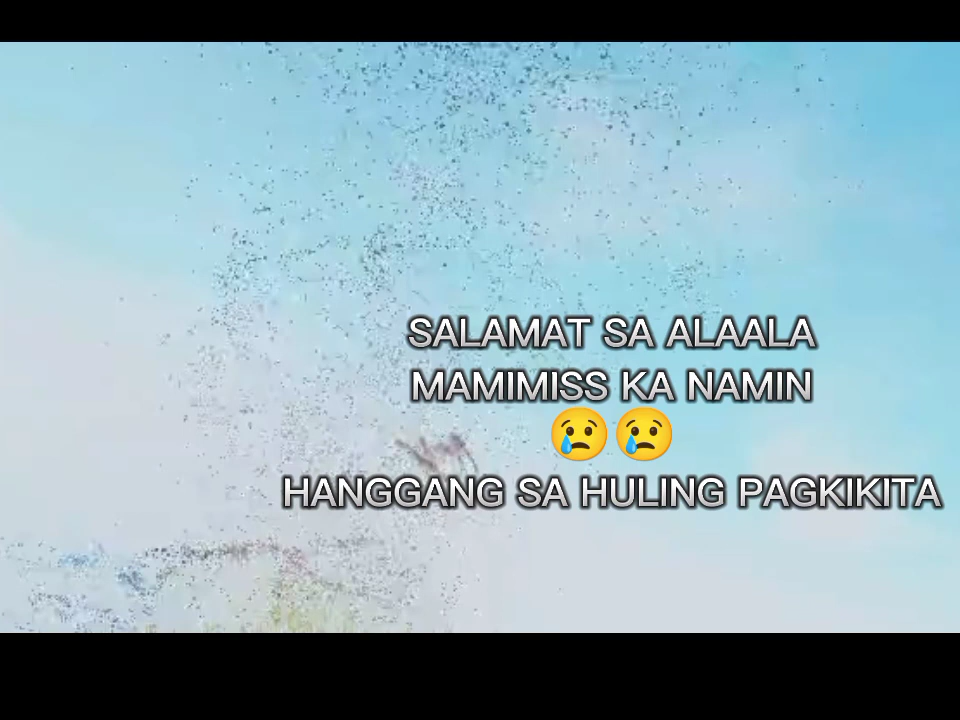 SALAMAT SA ALAALA
MAMIMISS KA NAMIN
😢😢
HANGGANG SA HULING PAGKIKITA